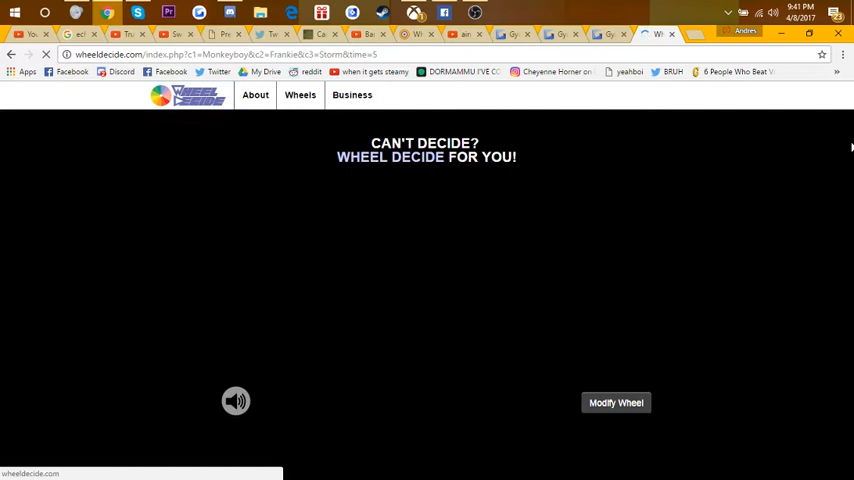 9:41 PM
4/8/2017
Andres
wheeldecide.com/index.php?c1=Monkeyboy&c2=Frankie&c3=Storm&time=5
Apps Facebook Discord Facebook Twitter My Drive reddit when it gets steamy DORMAMMU I'VE CO Cheyenne Horner on yeahboi BRUH 6 People Who Beat
WHEEL DECIDE About Wheels Business
CAN'T DECIDE?
WHEEL DECIDE FOR YOU!
Modify Wheel
wheeldecide.com